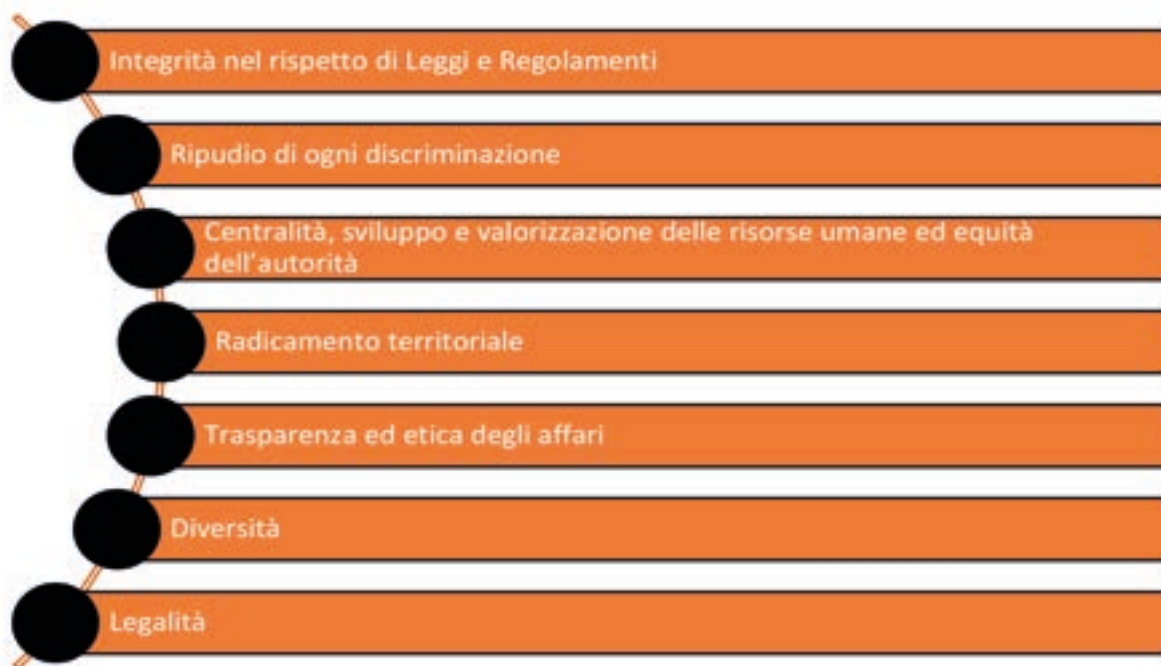 Integrità nel rispetto di Leggi e Regolamenti
Ripudio di ogni discriminazione
Centralità, sviluppo e valorizzazione delle risorse umane ed equità
dell'autorità
Radicamento territoriale
Trasparenza ed etica degli affari
Diversità
Legalità